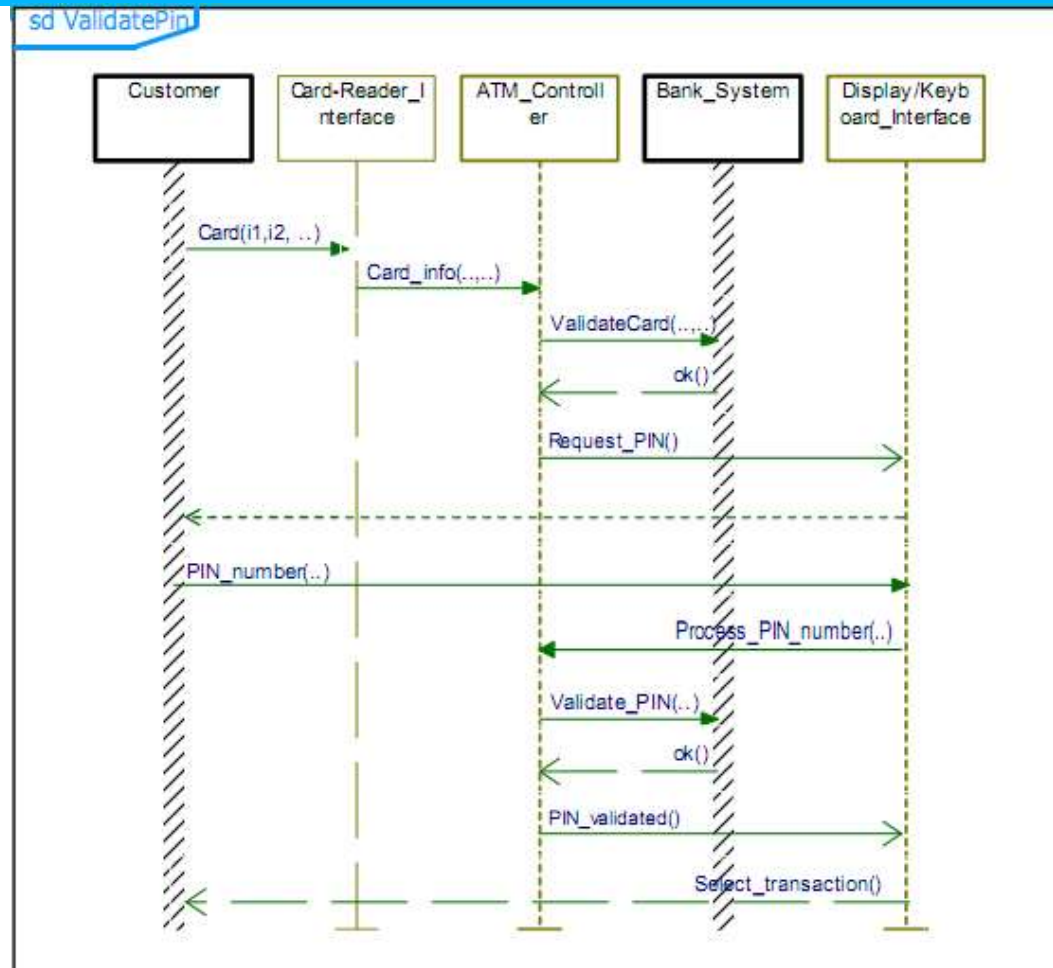 sd ValidatePin
Customer
Card-Reader_I
nterface
ATM_Controll
er
Bank_System
Display/Keyb
oard_Interface
Card(i1,i2, ..)
Card_info(..,..)
ValidateCard(..,..)
ok()
Request_PIN()
PIN_number(..)
Process_PIN_number(..)
Validate_PIN(..)
ok()
PIN_validated()
Select_transaction()